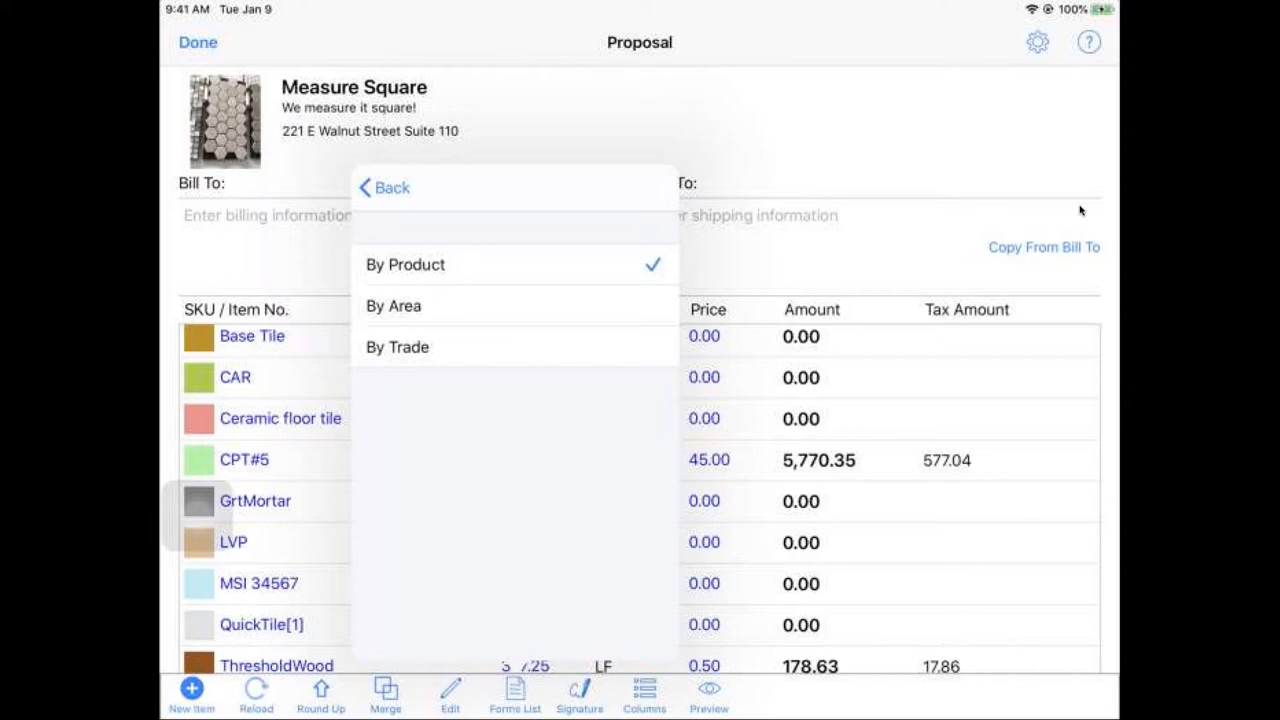 9:41 AM Tue Jan 9 100%
Done Proposal ?
Measure Square
We measure it square!
221 E Walnut Street Suite 110
Bill To: To:
Back
Enter billing information r shipping information
Copy From Bill To
By Product
By Area
By Trade
SKU / Item No. Price Amount Tax Amount
Base Tile 0.00 0.00
CAR 0.00 0.00
Ceramic floor tile 0.00 0.00
CPT#5 45.00 5,770.35 577.04
GrtMortar 0.00 0.00
LVP 0.00 0.00
MSI 34567 0.00 0.00
QuickTile[1] 0.00 0.00
ThresholdWood 7.25 LF 0.50 178.63 17.86
New Item Reload Round Up Merge Edit Forms List Signature Columns Preview